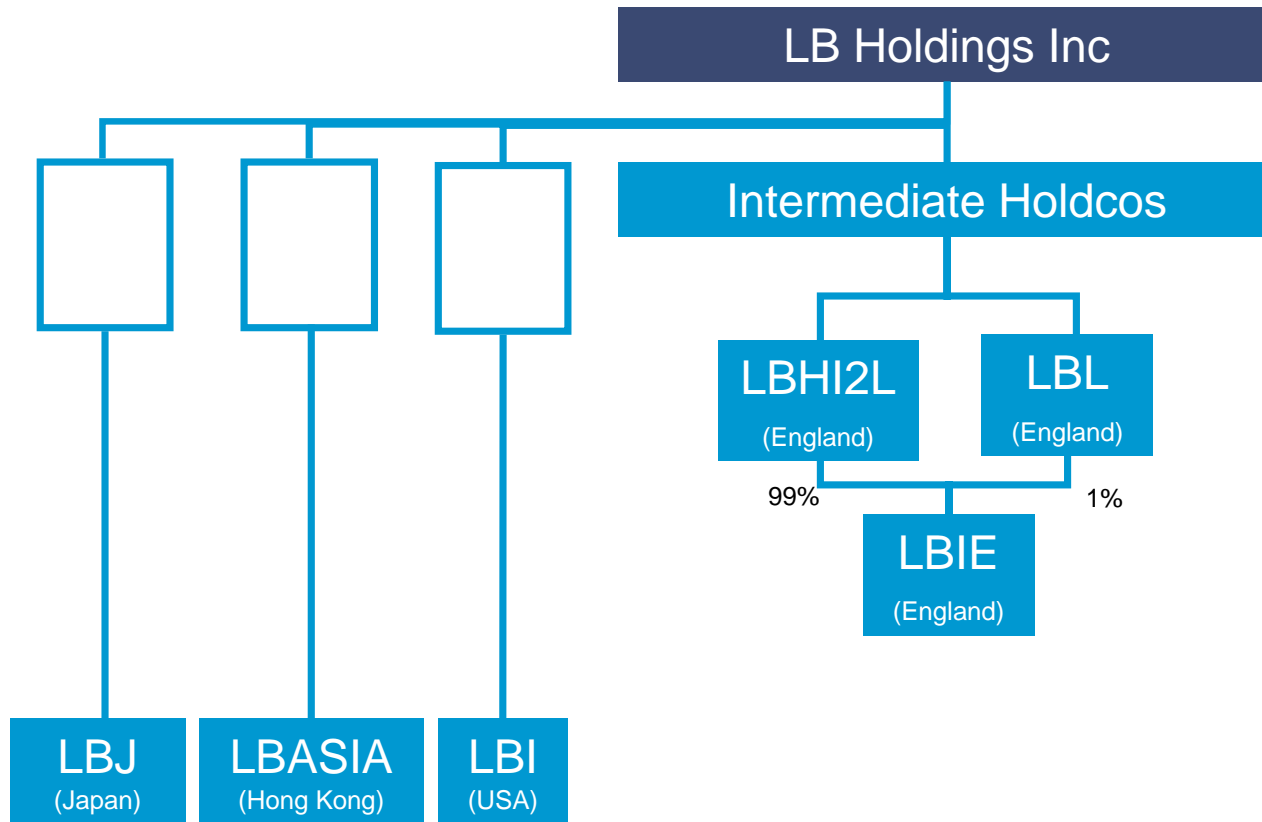 LB Holdings Inc
Intermediate Holdcos
LBHI2L
(England)
LBL
(England)
99%
1%
LBIE
(England)
LBJ
(Japan)
LBASIA
(Hong Kong)
LBI
(USA)